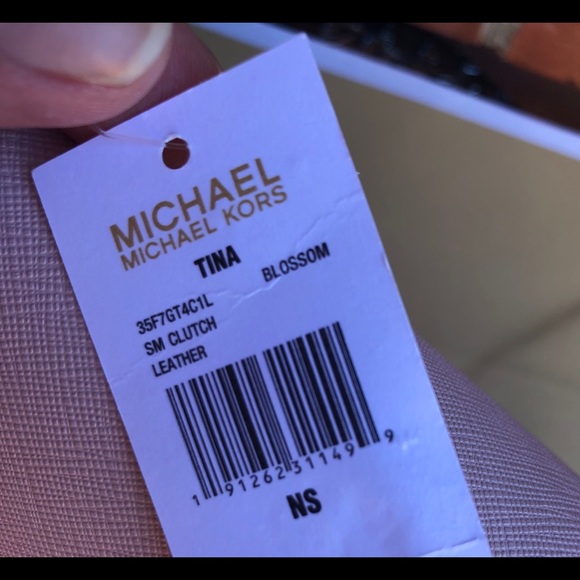 MICHAEL
MICHAEL KORS
TINA
35F7GT4C1L BLOSSOM
SM CLUTCH
LEATHER
1 91262 31149 9
NS